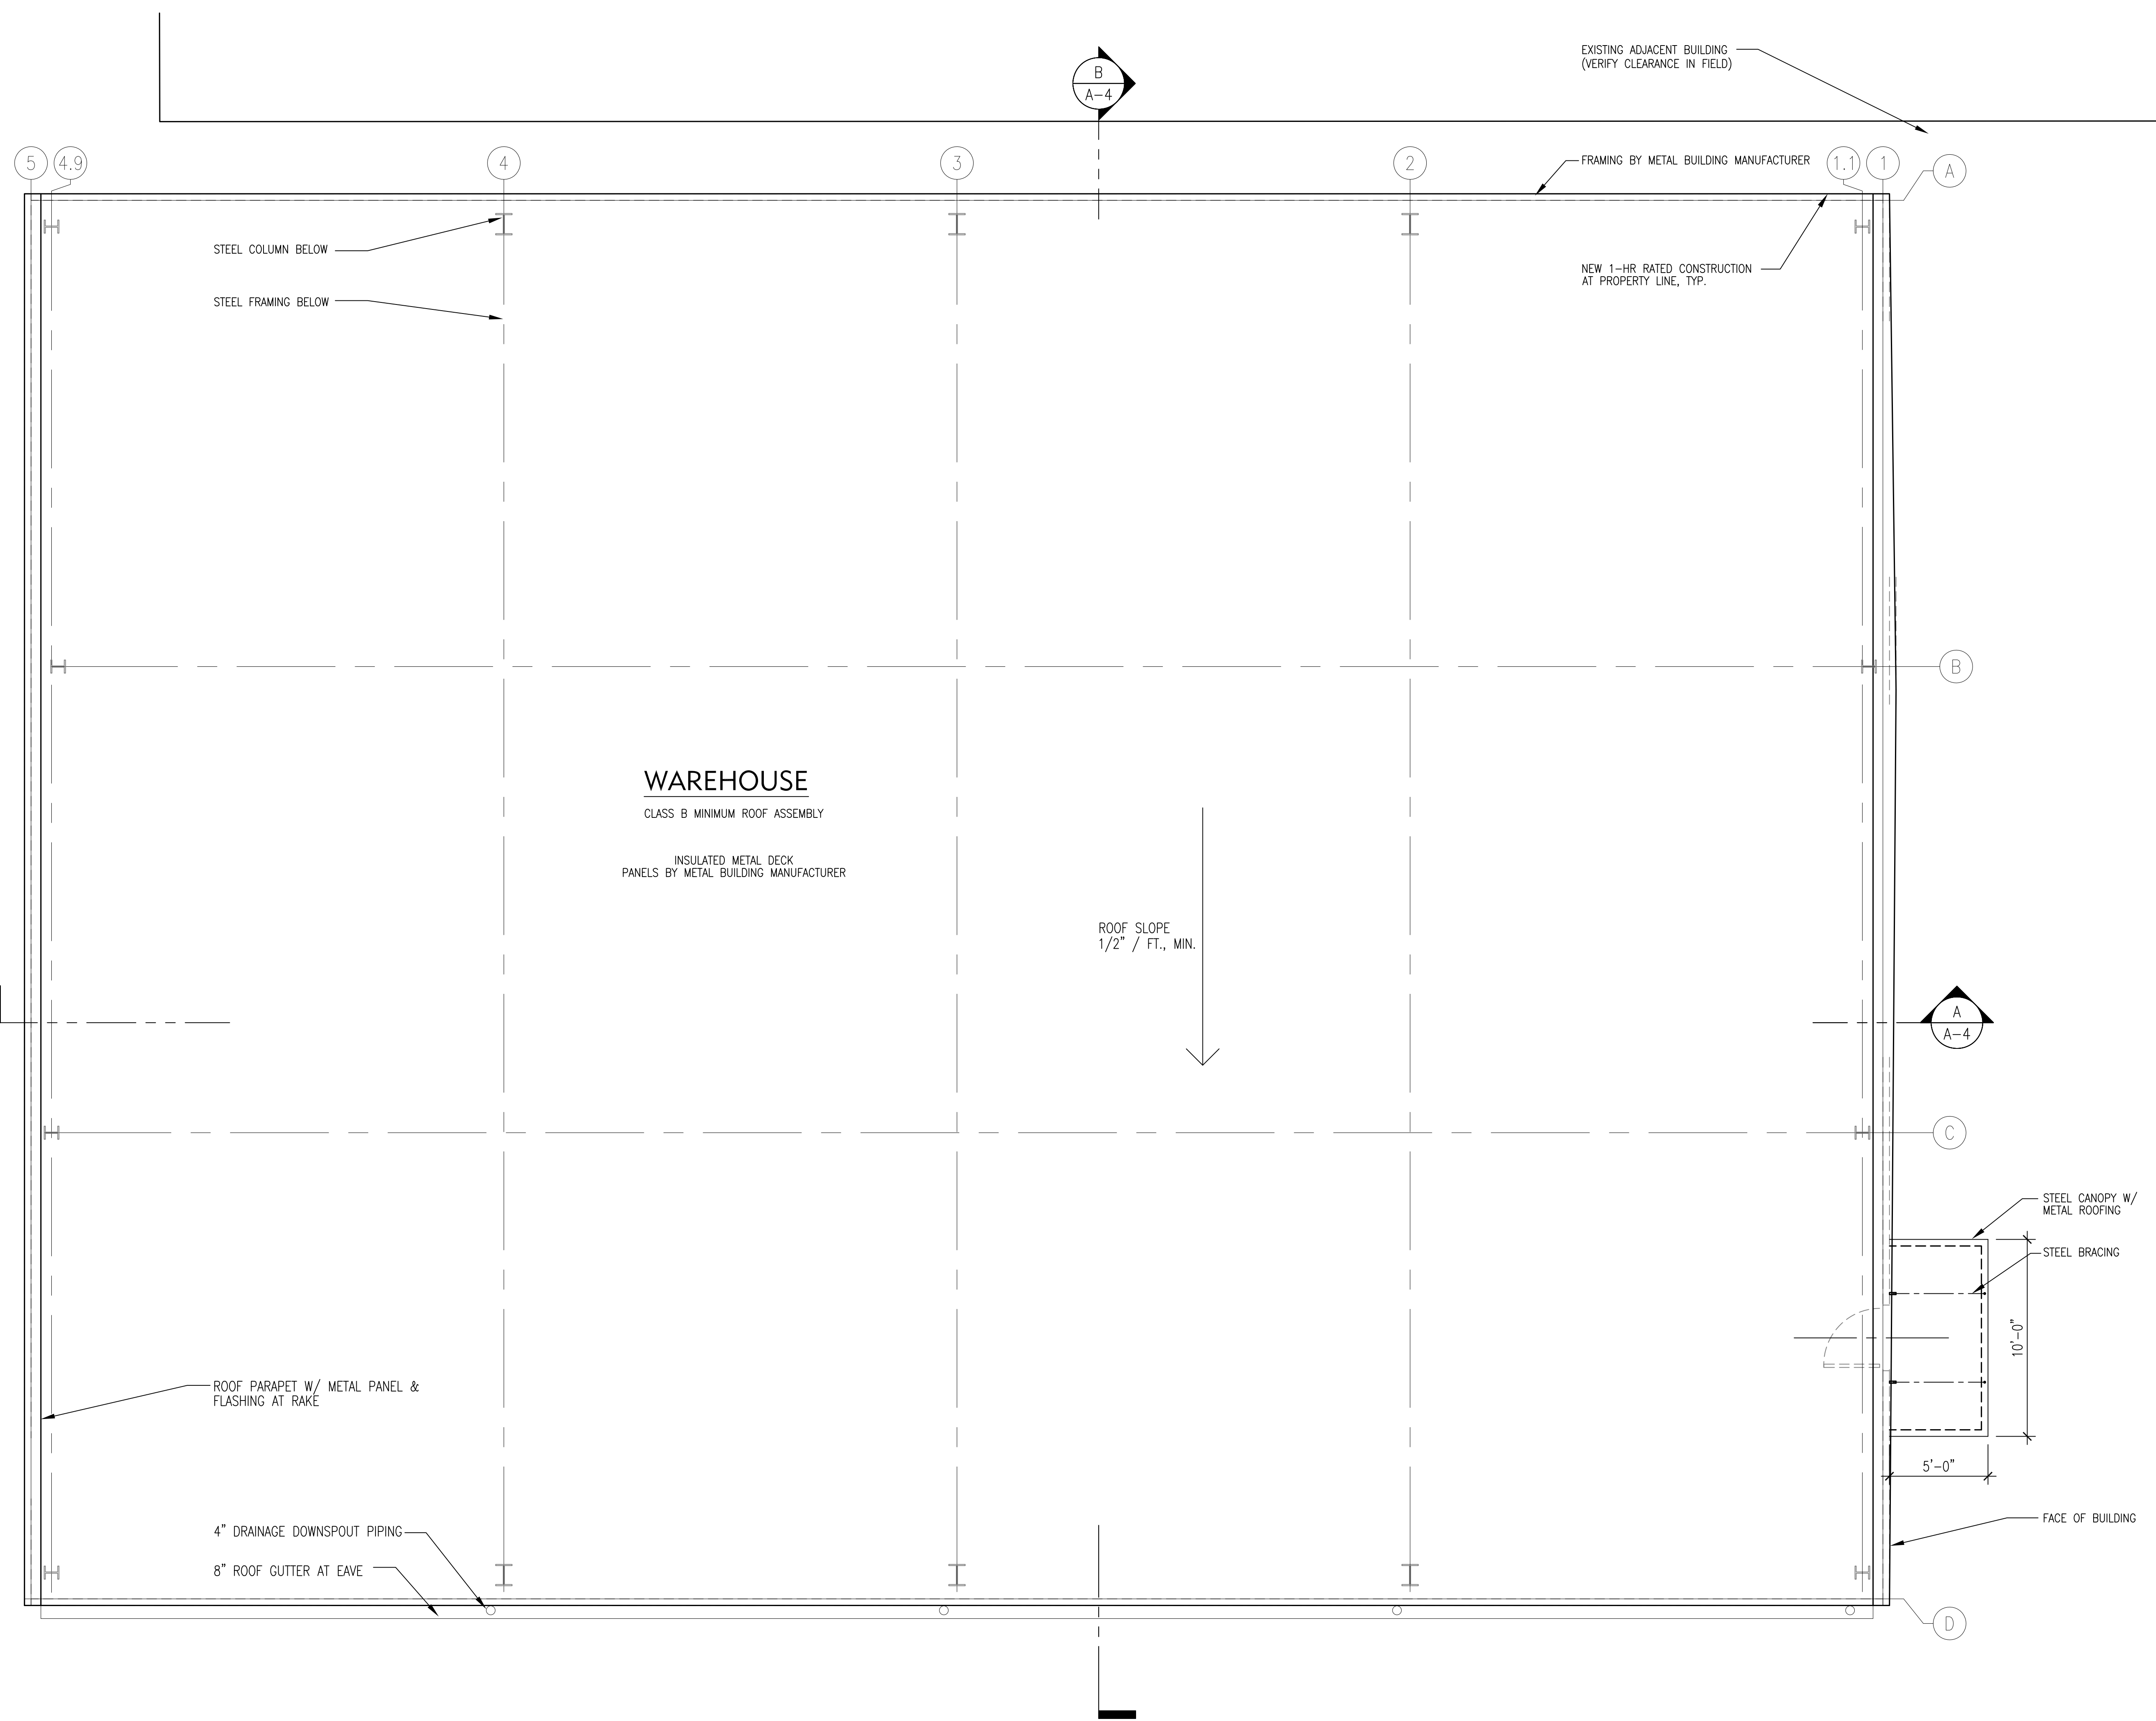 EXISTING ADJACENT BUILDING
(VERIFY CLEARANCE IN FIELD)
B
A-4
5
4.9
4
3
2
FRAMING BY METAL BUILDING MANUFACTURER
1.1
1
A
STEEL COLUMN BELOW
STEEL FRAMING BELOW
NEW 1-HR RATED CONSTRUCTION
AT PROPERTY LINE, TYP.
B
WAREHOUSE
CLASS B MINIMUM ROOF ASSEMBLY
INSULATED METAL DECK
PANELS BY METAL BUILDING MANUFACTURER
ROOF SLOPE
1/2" / FT., MIN.
A
A-4
C
STEEL CANOPY W/
METAL ROOFING
STEEL BRACING
10'-0"
ROOF PARAPET W/ METAL PANEL &
FLASHING AT RAKE
5'-0"
4" DRAINAGE DOWNSPOUT PIPING
8" ROOF GUTTER AT EAVE
FACE OF BUILDING
D